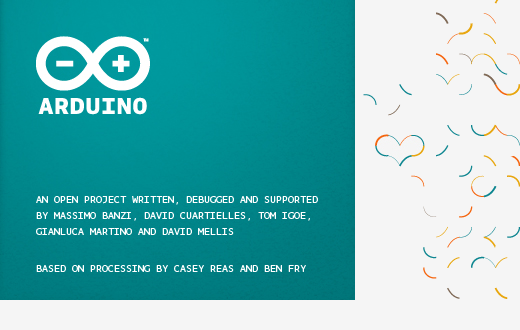 ARDUINO
AN OPEN PROJECT WRITTEN, DEBUGGED AND SUPPORTED
BY MASSIMO BANZI, DAVID CUARTIELLES, TOM IGOE,
GIANLUCA MARTINO AND DAVID MELLIS
BASED ON PROCESSING BY CASEY REAS AND BEN FRY